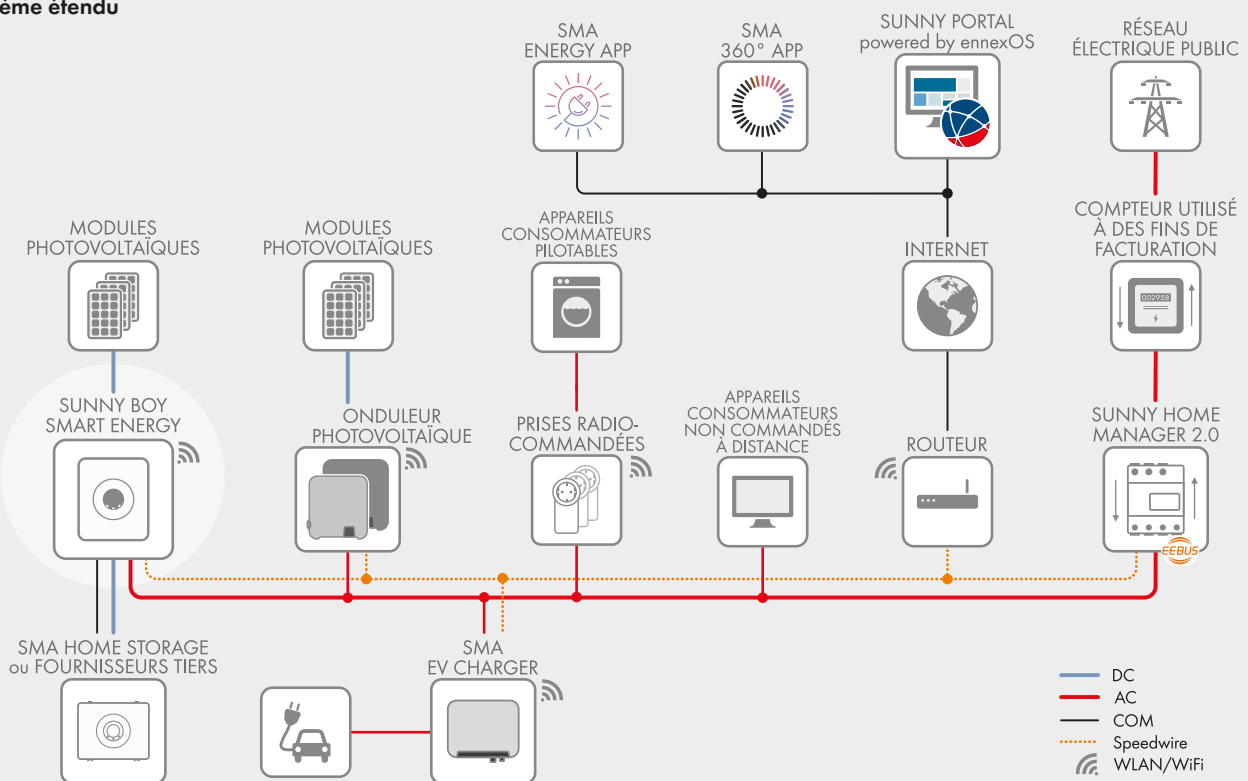 ème étendu
SMA
ENERGY APP
SMA
360° APP
SUNNY PORTAL
powered by ennexOS
RÉSEAU
ÉLECTRIQUE PUBLIC
MODULES
PHOTOVOLTAÏQUES
MODULES
PHOTOVOLTAÏQUES
APPAREILS
CONSOMMATEURS
PILOTABLES
INTERNET
COMPTEUR UTILISÉ
À DES FINS DE
FACTURATION
002958
SUNNY BOY
SMART ENERGY
ONDULEUR
PHOTOVOLTAÏQUE
PRISES RADIO-
COMMANDÉES
APPAREILS
CONSOMMATEURS
NON COMMANDÉS
À DISTANCE
ROUTEUR
SUNNY HOME
MANAGER 2.0
EEBUS
SMA HOME STORAGE
ou FOURNISSEURS TIERS
SMA
EV CHARGER
DC
AC
COM
Speedwire
WLAN/WiFi